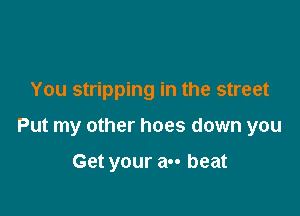 You stripping in the street
Put my other hoes down you
Get your a•• beat